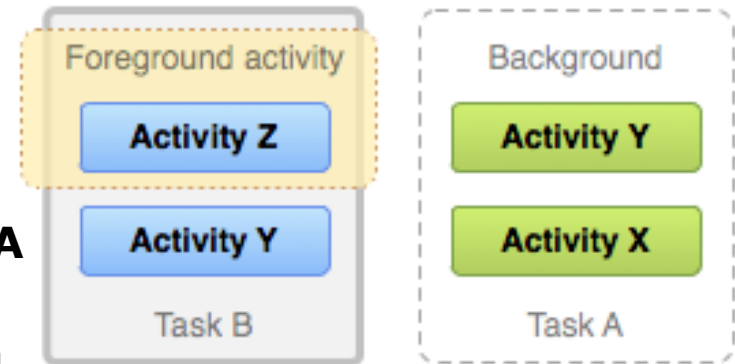 Foreground activity
Activity Z
Activity Y
Task B
Background
Activity Y
Activity X
Task A
A